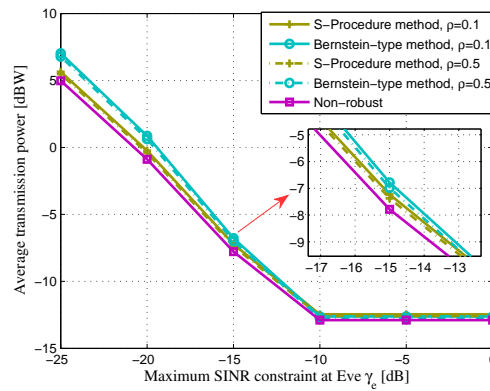 S−Procedure method, ρ=0.1
Bernstein−type method, ρ=0.1
S−Procedure method, ρ=0.5
Bernstein−type method, ρ=0.5
Non−robust
Average transmission power [dBW]
10
5
0
−5
−10
−15
−5
−6
−7
−8
−9
−17 −16 −15 −14 −13
−25 −20 −15 −10 −5 0
Maximum SINR constraint at Eve γe [dB]